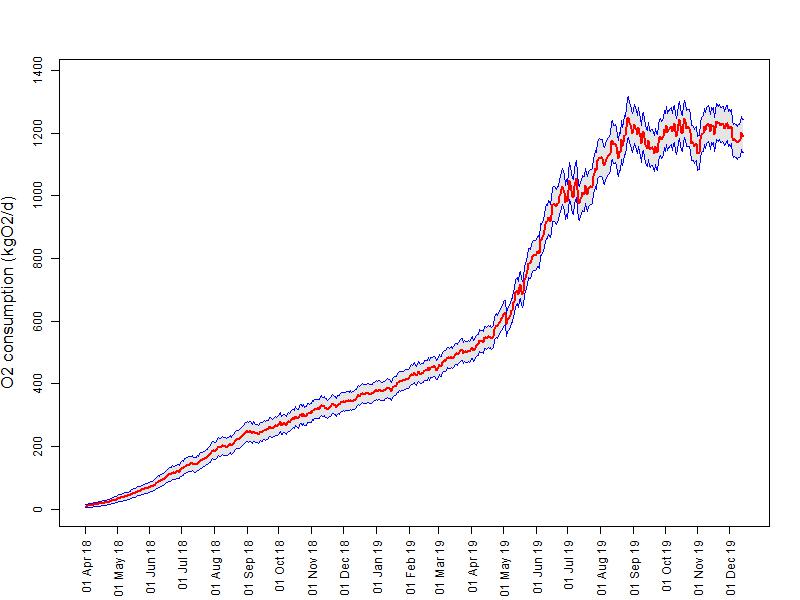 O2 consumption (kgO2/d)
1400
1200
1000
800
600
400
200
0
01 Apr 18
01 May 18
01 Jun 18
01 Jul 18
01 Aug 18
01 Sep 18
01 Oct 18
01 Nov 18
01 Dec 18
01 Jan 19
01 Feb 19
01 Mar 19
01 Apr 19
01 May 19
01 Jun 19
01 Jul 19
01 Aug 19
01 Sep 19
01 Oct 19
01 Nov 19
01 Dec 19